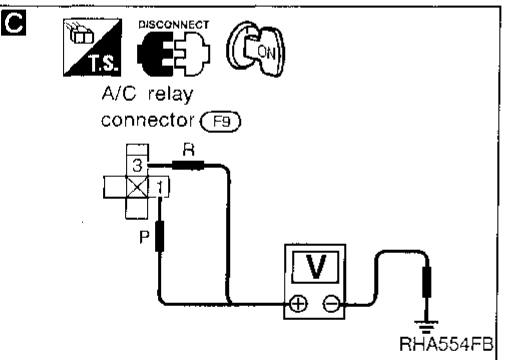 C
DISCONNECT
T.S.
ON
A/C relay
connector F9
R
3
1
P
V
⊕ ⊖
RHA554FB